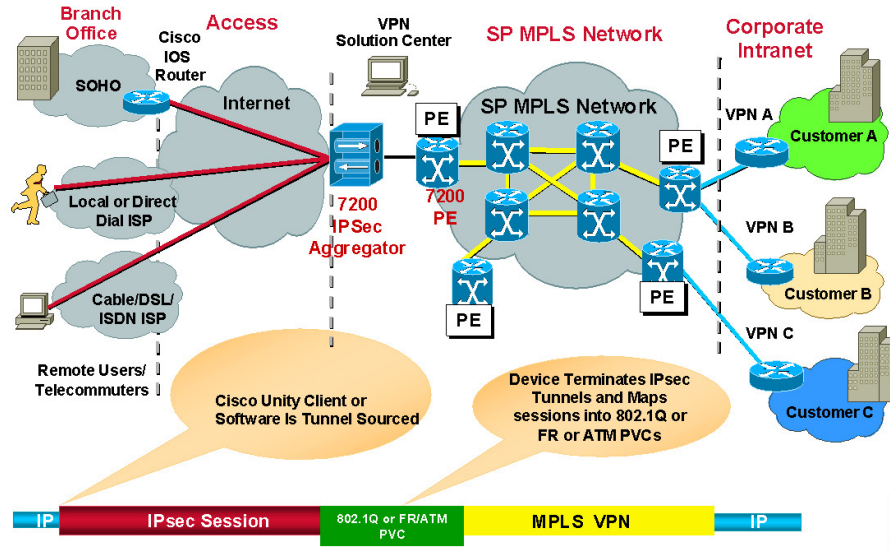 Branch
Office
Access
VPN
Solution Center
SP MPLS Network
Corporate
Intranet
Cisco
IOS
Router
SOHO
Internet
SP MPLS Network
PE
PE
VPN A
Customer A
Local or Direct
Dial ISP
7200
IPSec
Aggregator
7200
PE
VPN B
Customer B
Cable/DSL/
ISDN ISP
PE
PE
VPN C
Customer C
Remote Users/
Telecommuters
Cisco Unity Client or
Software Is Tunnel Sourced
Device Terminates IPsec
Tunnels and Maps
sessions into 802.1Q or
FR or ATM PVCs
IP
IPsec Session
802.1Q or FR/ATM
PVC
MPLS VPN
IP